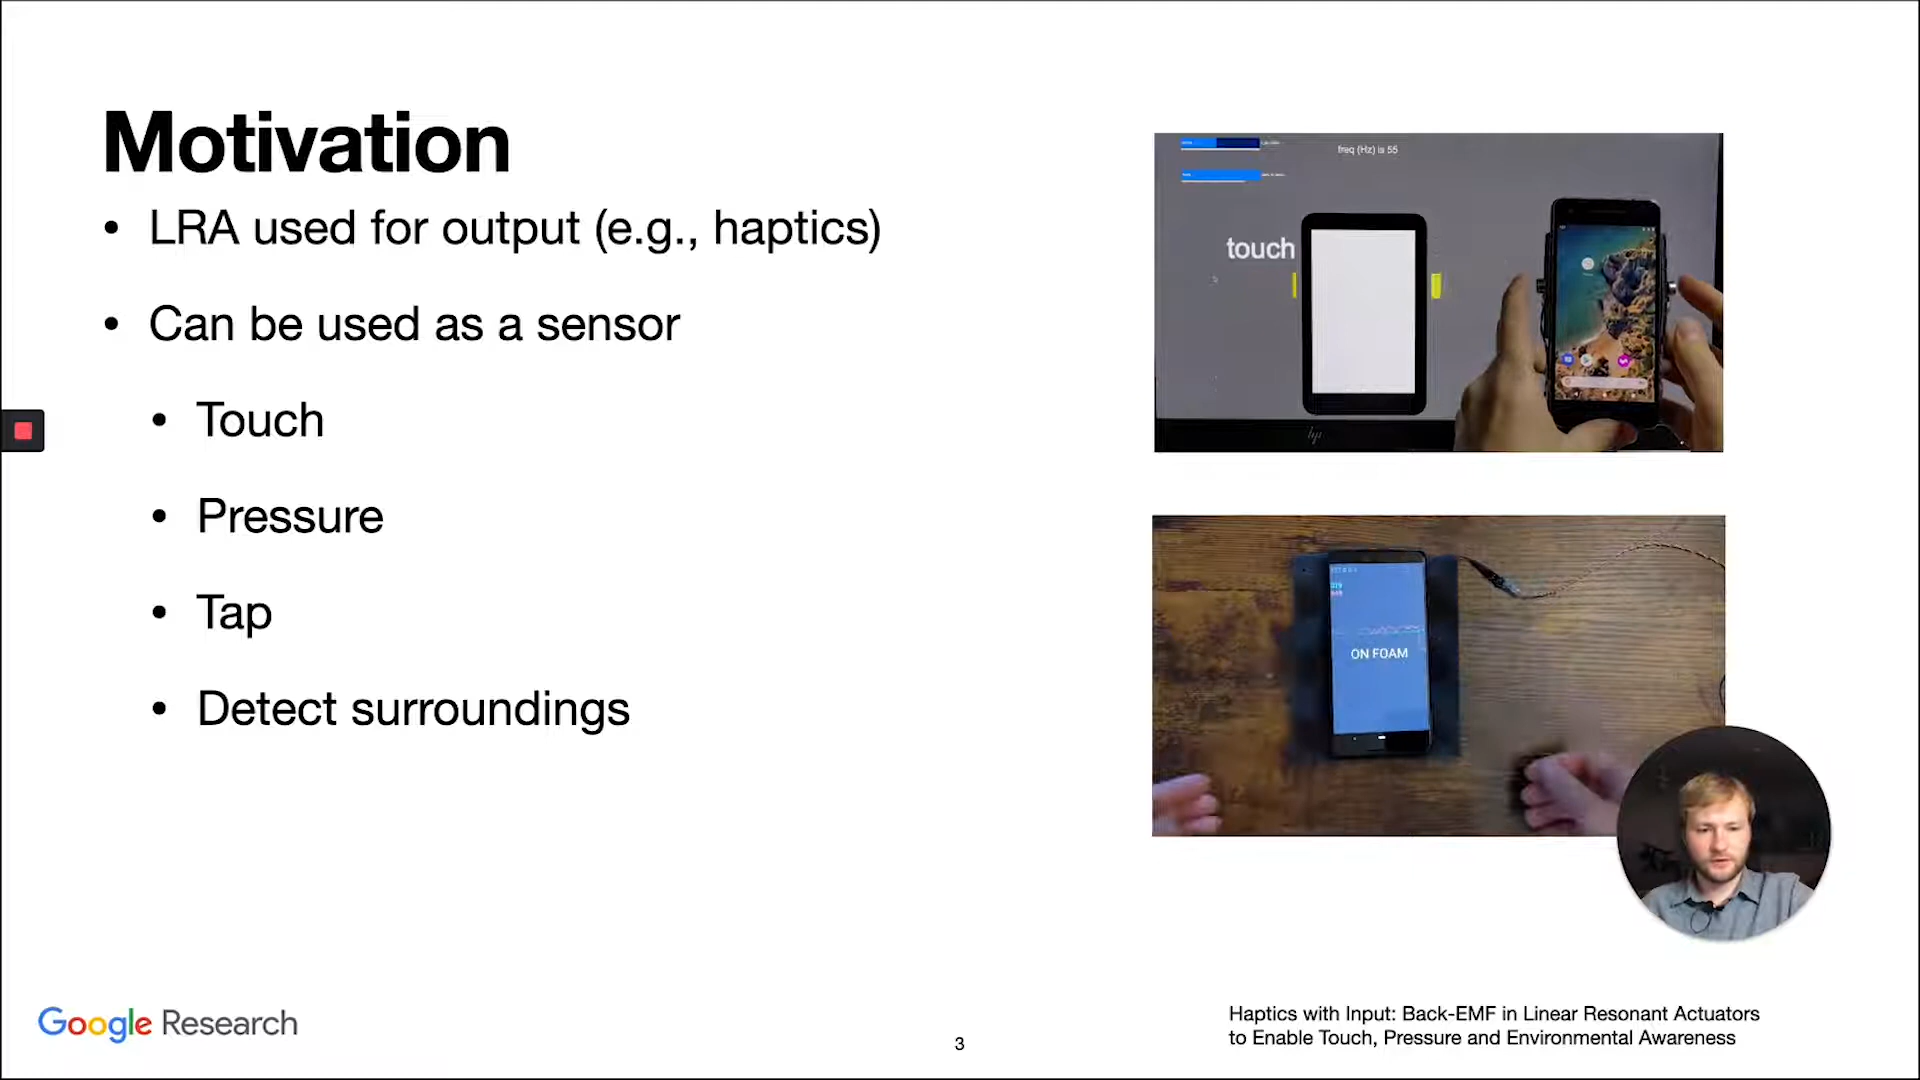 Motivation
• LRA used for output (e.g., haptics)
• Can be used as a sensor
• Touch
• Pressure
• Tap
• Detect surroundings
freq (Hz) is 55
touch
hp
ON FOAM
Google Research
3
Haptics with Input: Back-EMF in Linear Resonant Actuators
to Enable Touch, Pressure and Environmental Awareness